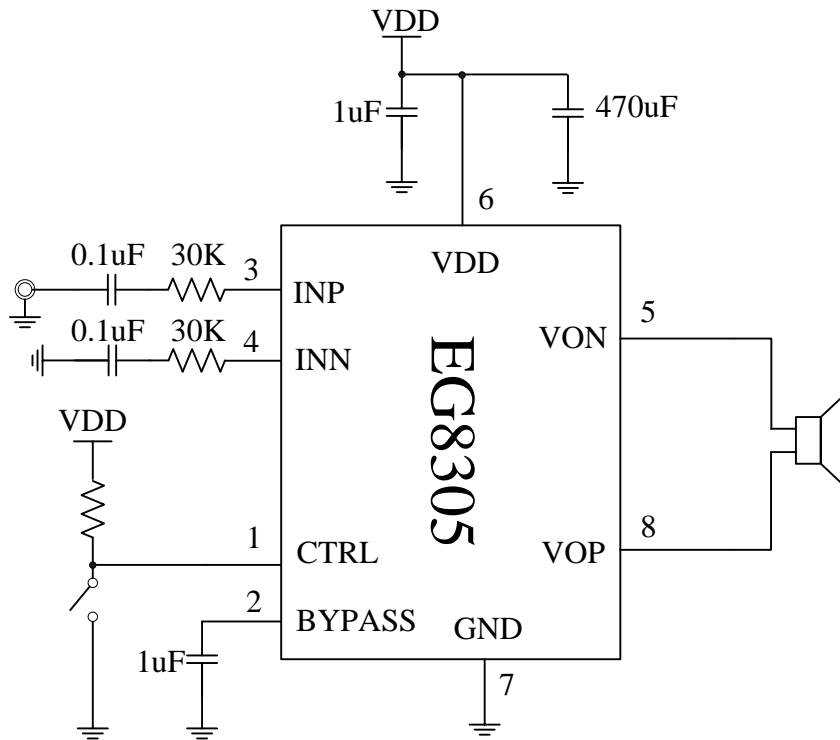 VDD
1uF
470uF
6
0.1uF 30K 3
VDD
INP
0.1uF 30K 4
INN
5
VON
EG8305
VDD
1
CTRL
8
VOP
2
BYPASS
GND
1uF
7